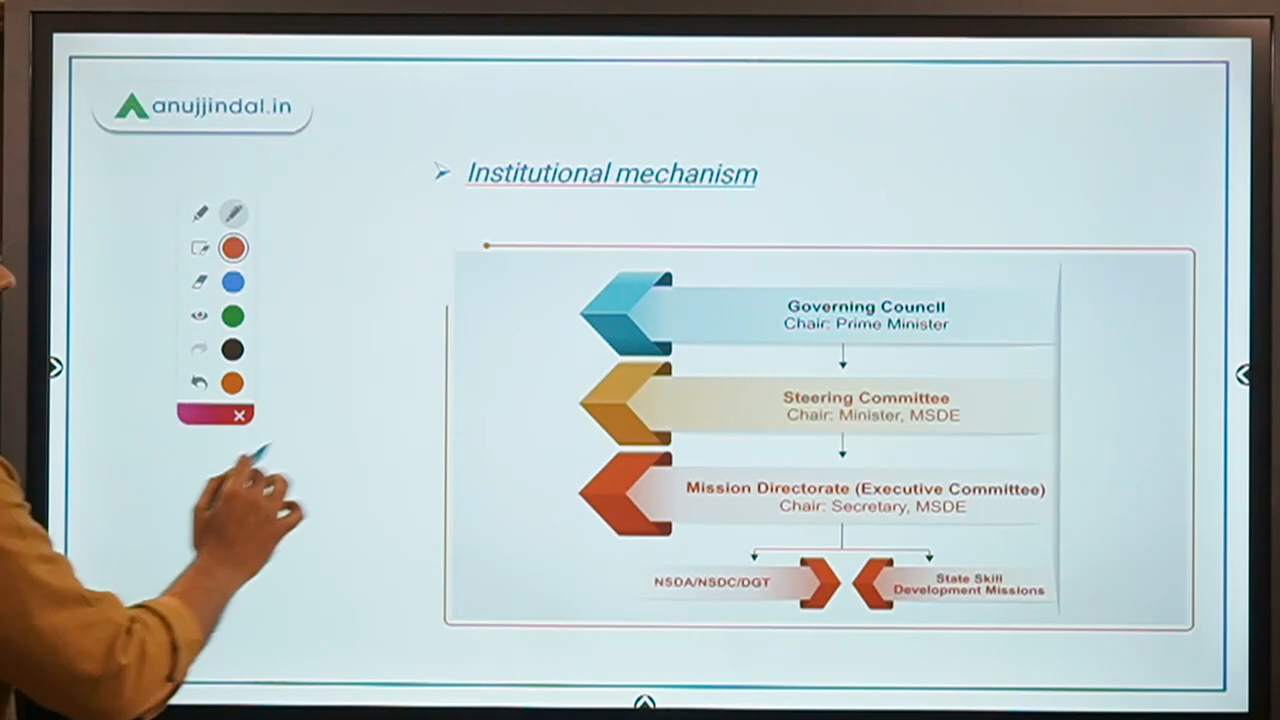 anujjindal.in
Institutional mechanism
Governing Council
Chair: Prime Minister
Steering Committee
Chair: Minister, MSDE
Mission Directorate (Executive Committee)
Chair: Secretary, MSDE
NSDA/NSDC/DGT
State Skill
Development Missions